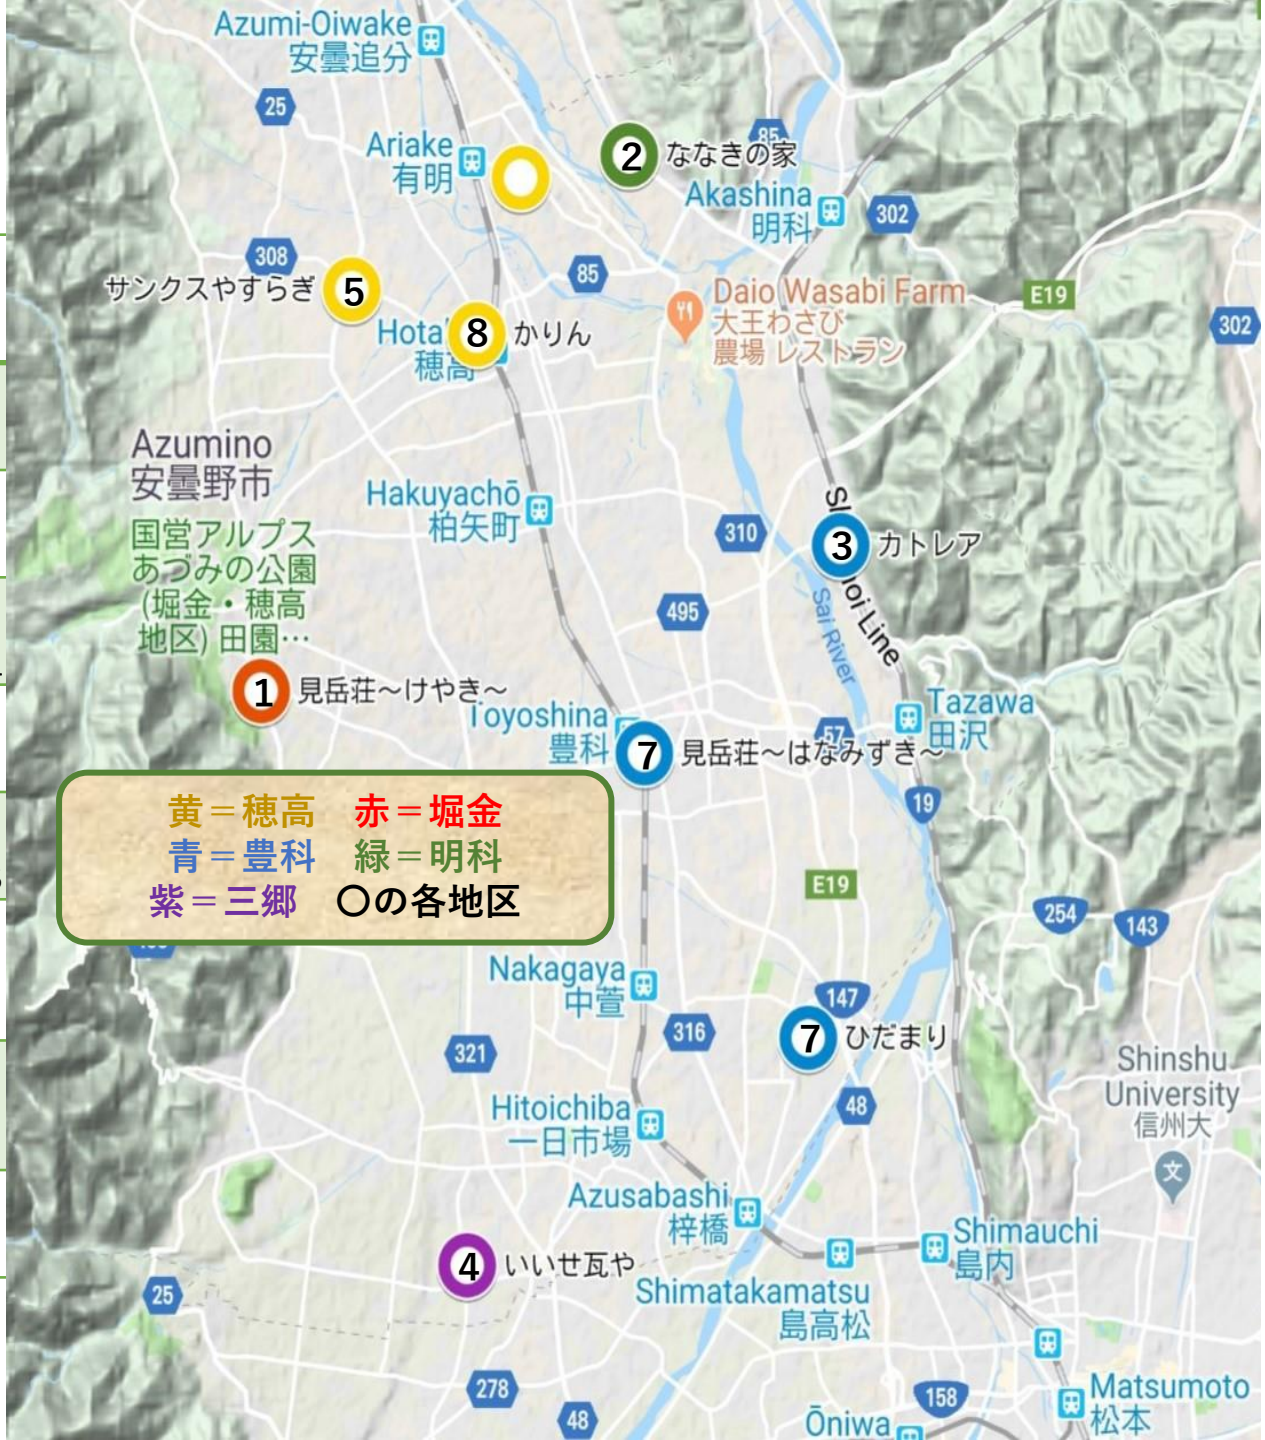 Azumi-Oiwake
安曇追分
25
Ariake
有明
2 ななきの家
85
Akashina
明科
302
308
85
サンクスやすらぎ 5
Daio Wasabi Farm
大王わさび
農場 レストラン
E19
302
Hota
8 かりん
穂高
Azumino
安曇野市
Hakuyachō
柏矢町
国営アルプス
あづみの公園
(堀金・穂高
地区) 田園…
310
3 カトレア
495
Sai River
noi Line
1 見岳荘～けやき～
Toyoshina
豊科
7 見岳荘～はなみずき～
57
Tazawa
田沢
19
黄＝穂高 赤＝堀金
青＝豊科 緑＝明科
紫＝三郷 〇の各地区
E19
254
143
Nakagaya
中萱
147
316
7 ひだまり
321
48
Shinshu
University
信州大
Hitoichiba
一日市場
Azusabashi
梓橋
Shimauchi
島内
4 いいせ瓦や
Shimatakamatsu
島高松
25
278
48
158
Matsumoto
松本
Ōniwa